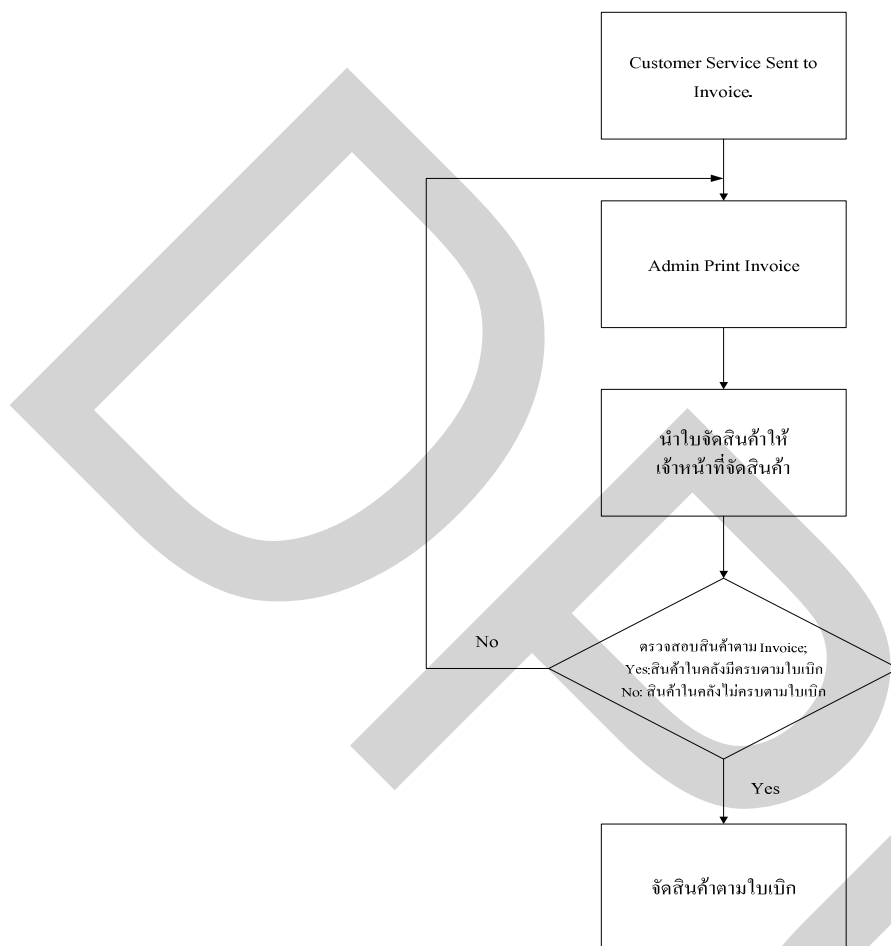 Customer Service Sent to
Invoice.
Admin Print Invoice
นำใบจัดสินค้าให้
เจ้าหน้าที่จัดสินค้า
ตรวจสอบสินค้าตาม Invoice;
Yes:สินค้าในคลังมีครบตามใบเบิก
No: สินค้าในคลังไม่ครบตามใบเบิก
No
Yes
จัดสินค้าตามใบเบิก